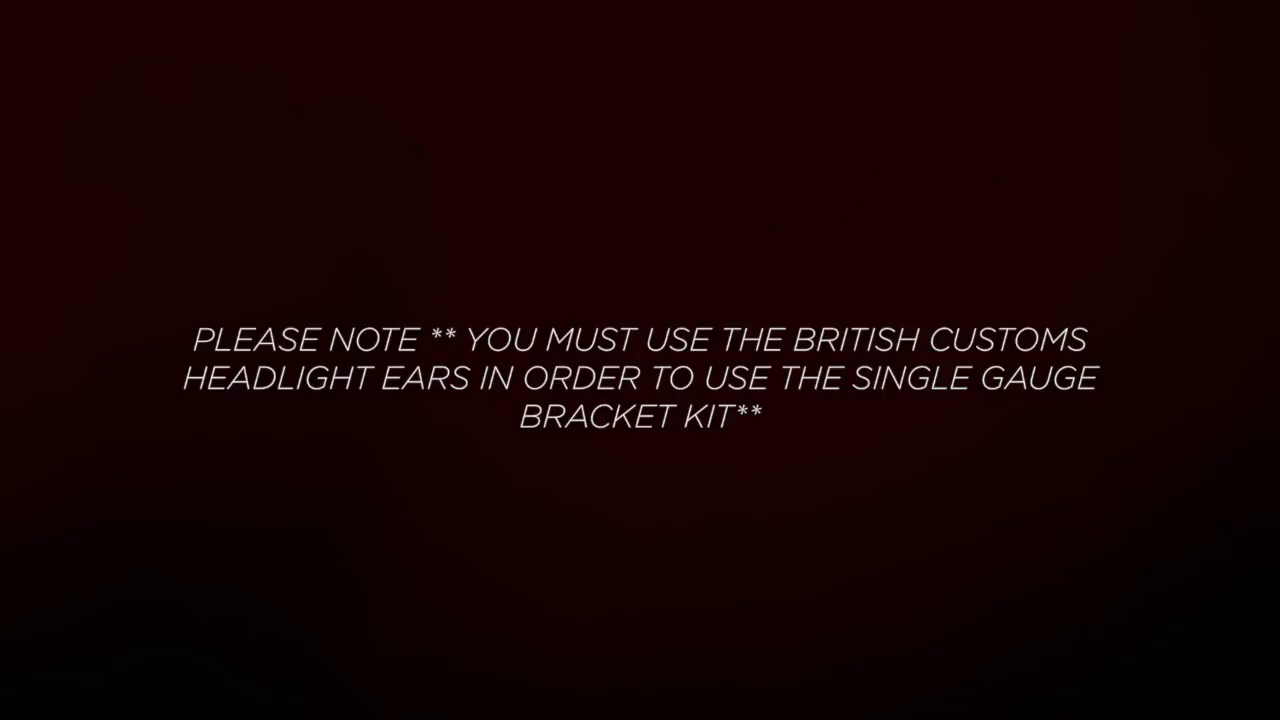 PLEASE NOTE ** YOU MUST USE THE BRITISH CUSTOMS
HEADLIGHT EARS IN ORDER TO USE THE SINGLE GAUGE
BRACKET KIT**